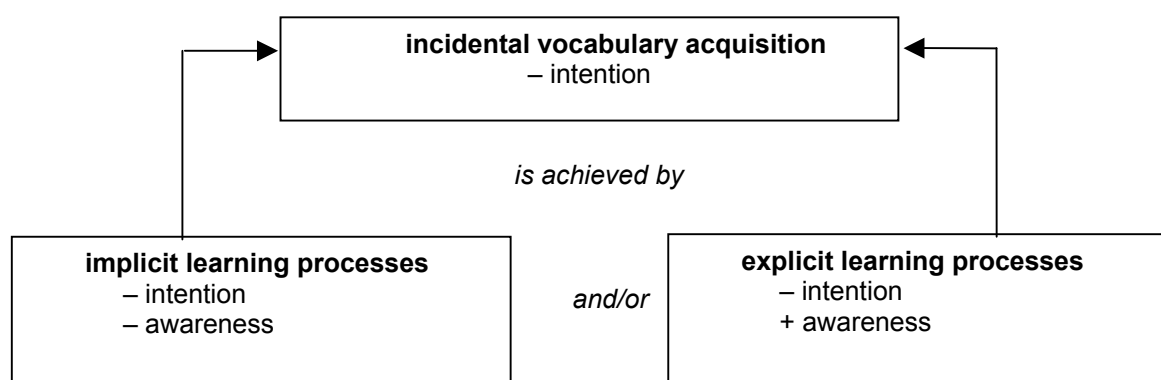 incidental vocabulary acquisition
– intention
is achieved by
implicit learning processes
– intention
– awareness
and/or
explicit learning processes
– intention
+ awareness